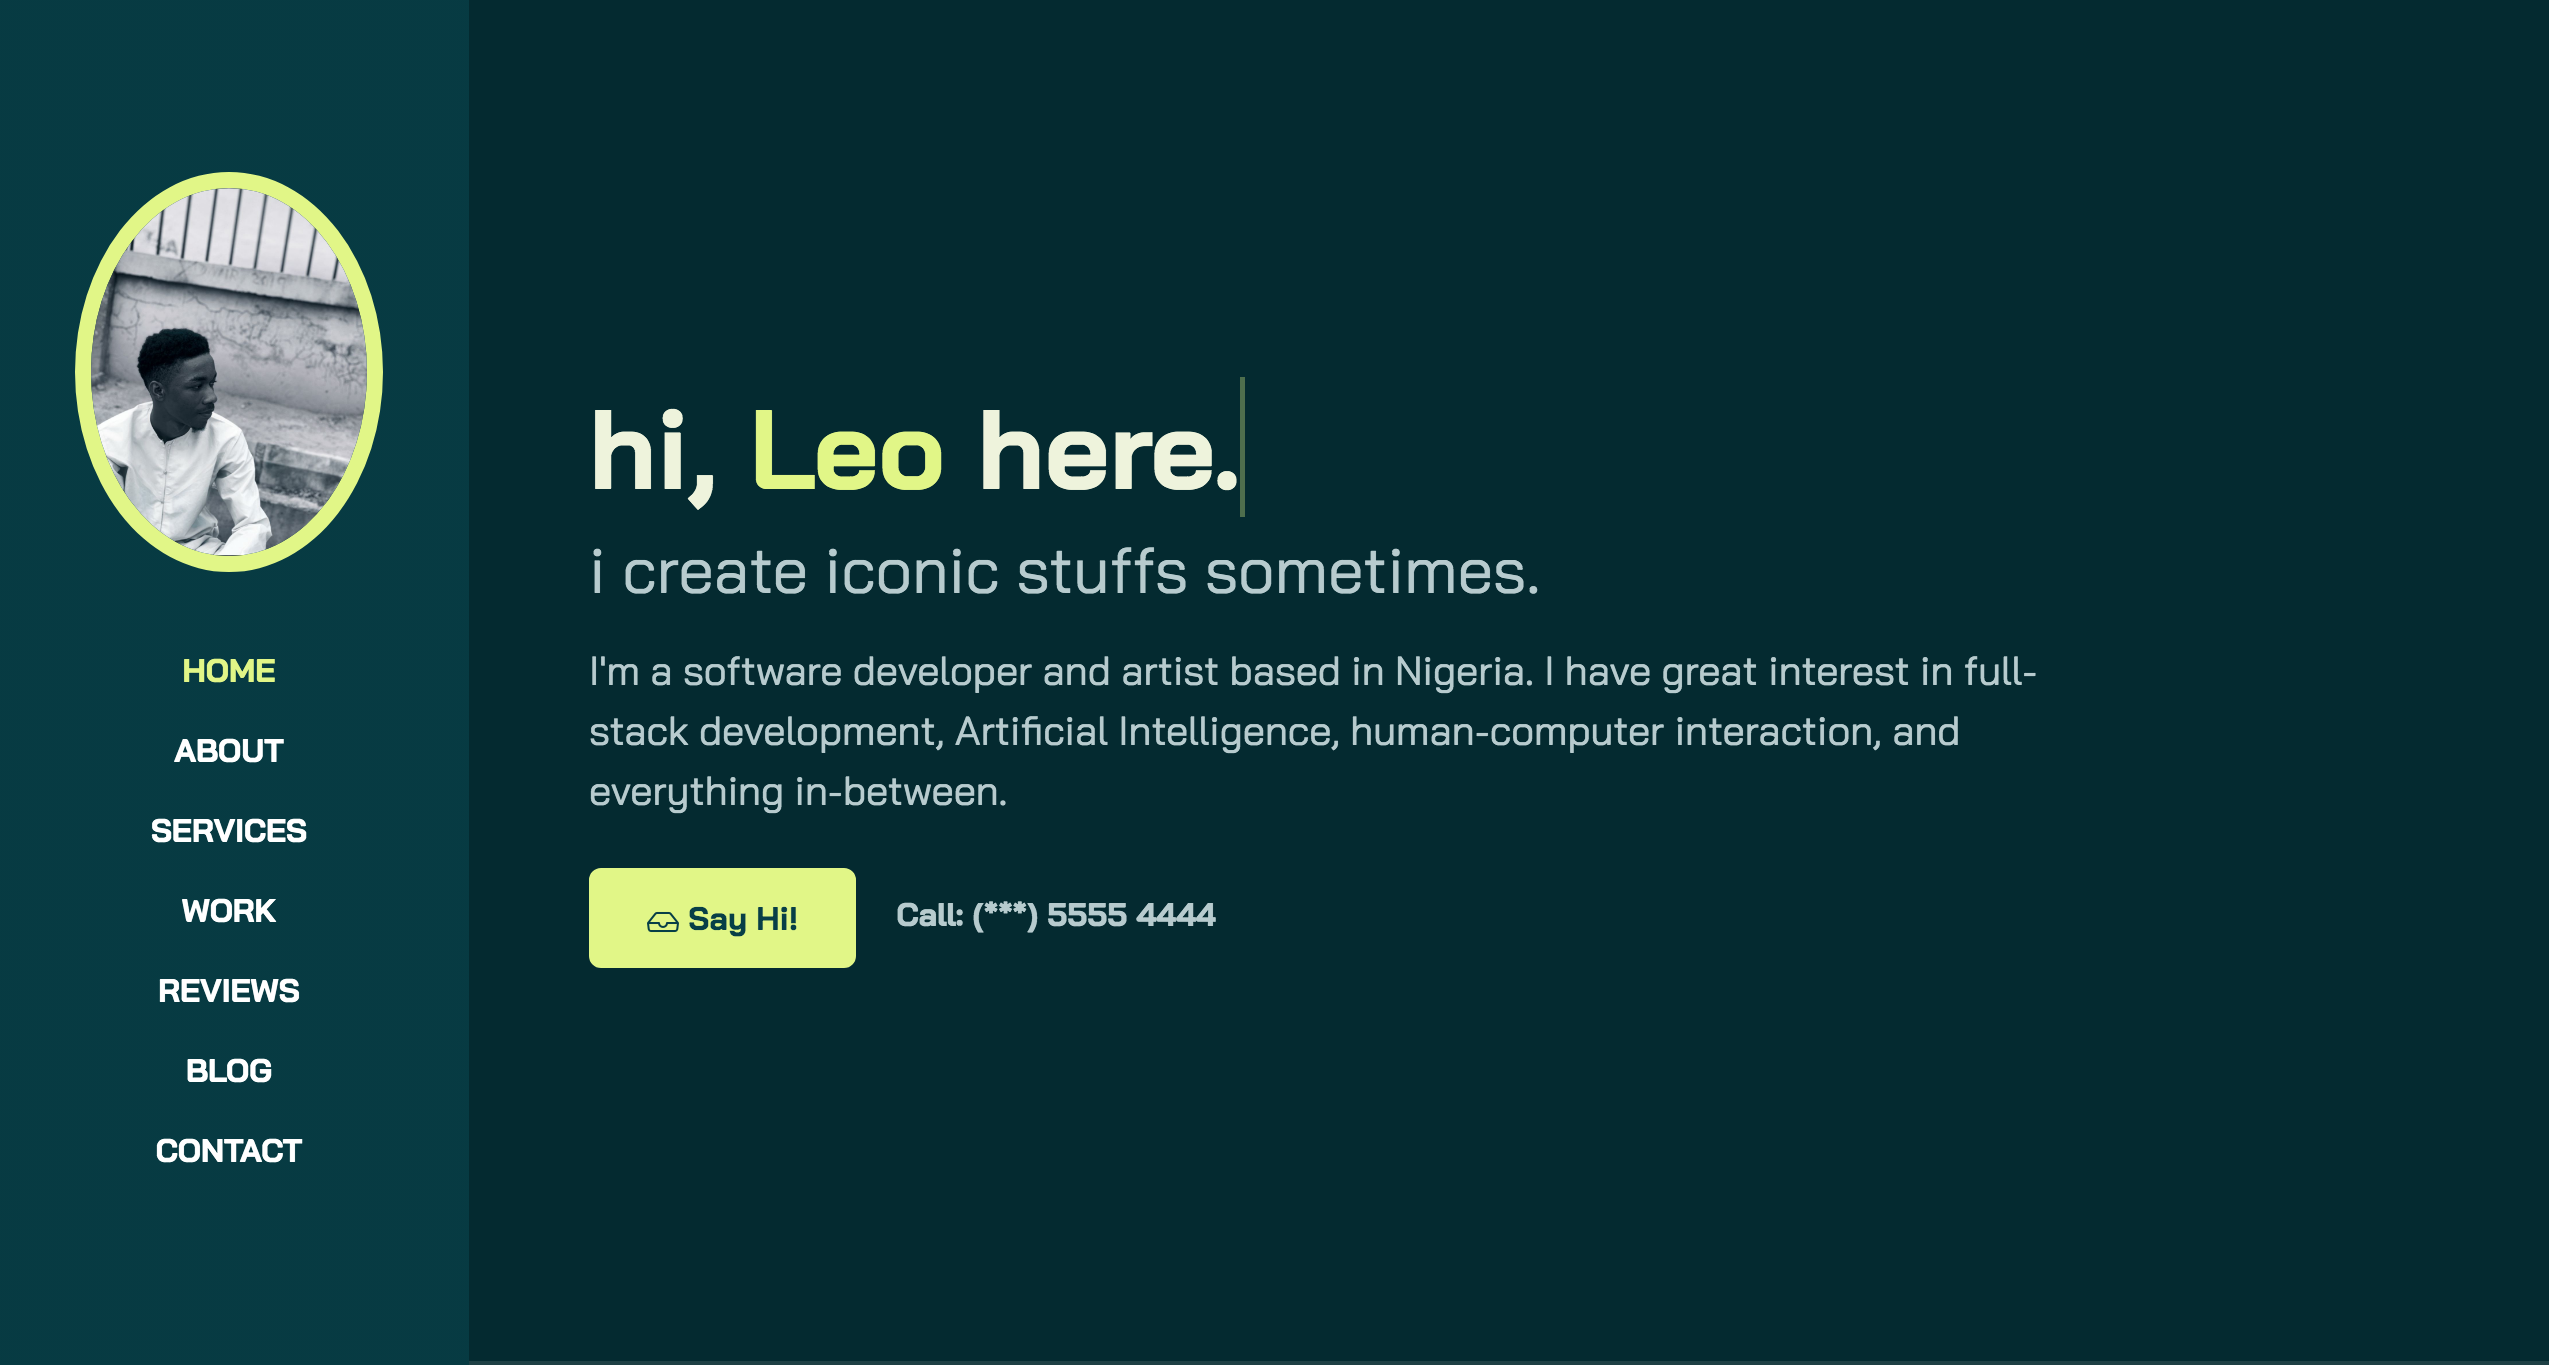 HOME
ABOUT
SERVICES
WORK
REVIEWS
BLOG
CONTACT
hi, Leo here.
i create iconic stuffs sometimes.
I'm a software developer and artist based in Nigeria. I have great interest in full-
stack development, Artificial Intelligence, human-computer interaction, and
everything in-between.
Say Hi!
Call: (***) 5555 4444